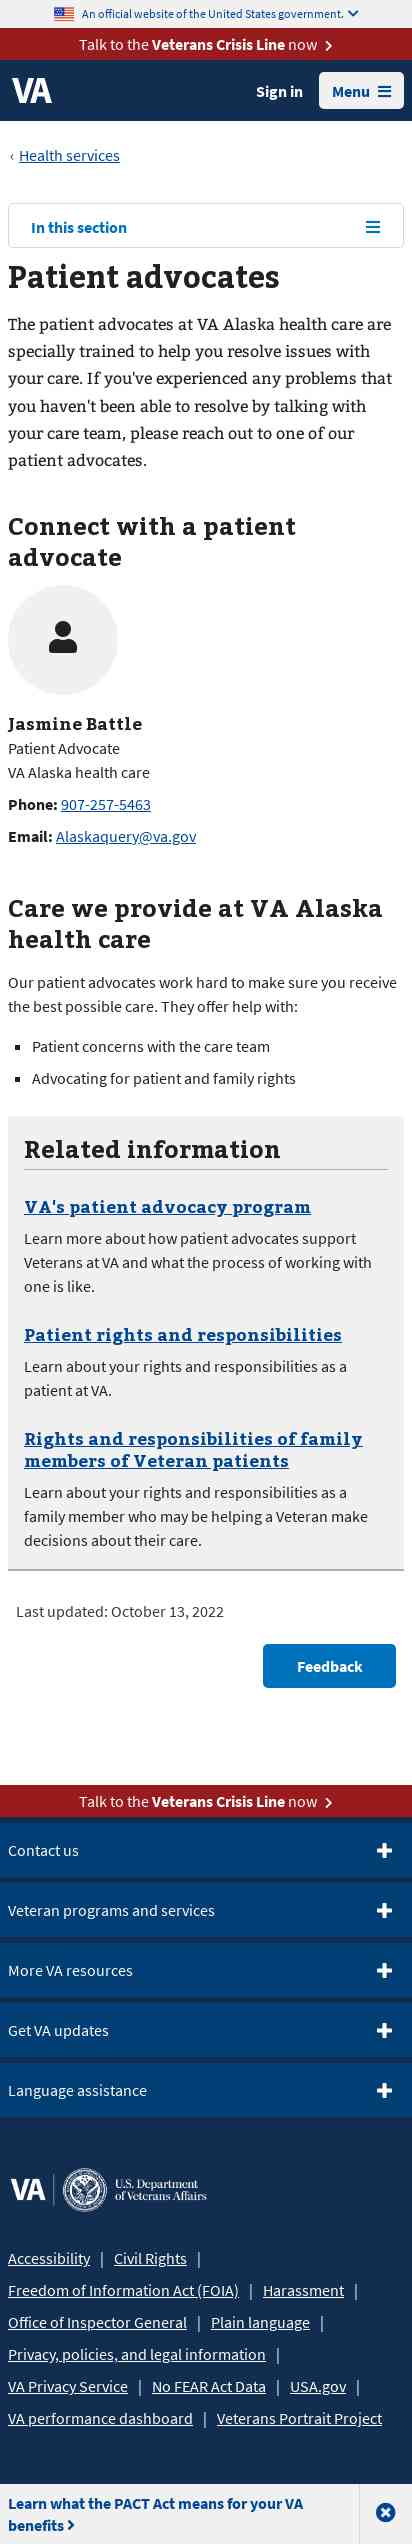 An official website of the United States government.
Talk to the Veterans Crisis Line now
VA
Sign in
Menu
‹ Health services
In this section
Patient advocates
The patient advocates at VA Alaska health care are
specially trained to help you resolve issues with
your care. If you've experienced any problems that
you haven't been able to resolve by talking with
your care team, please reach out to one of our
patient advocates.
Connect with a patient
advocate
Jasmine Battle
Patient Advocate
VA Alaska health care
Phone: 907-257-5463
Email: Alaskaquery@va.gov
Care we provide at VA Alaska
health care
Our patient advocates work hard to make sure you receive
the best possible care. They offer help with:
Patient concerns with the care team
Advocating for patient and family rights
Related information
VA's patient advocacy program
Learn more about how patient advocates support
Veterans at VA and what the process of working with
one is like.
Patient rights and responsibilities
Learn about your rights and responsibilities as a
patient at VA.
Rights and responsibilities of family
members of Veteran patients
Learn about your rights and responsibilities as a
family member who may be helping a Veteran make
decisions about their care.
Last updated: October 13, 2022
Feedback
Talk to the Veterans Crisis Line now
Contact us
Veteran programs and services
More VA resources
Get VA updates
Language assistance
VA
U.S. Department
of Veterans Affairs
Accessibility | Civil Rights |
Freedom of Information Act (FOIA) | Harassment |
Office of Inspector General | Plain language |
Privacy, policies, and legal information |
VA Privacy Service | No FEAR Act Data | USA.gov |
VA performance dashboard | Veterans Portrait Project
Learn what the PACT Act means for your VA
benefits